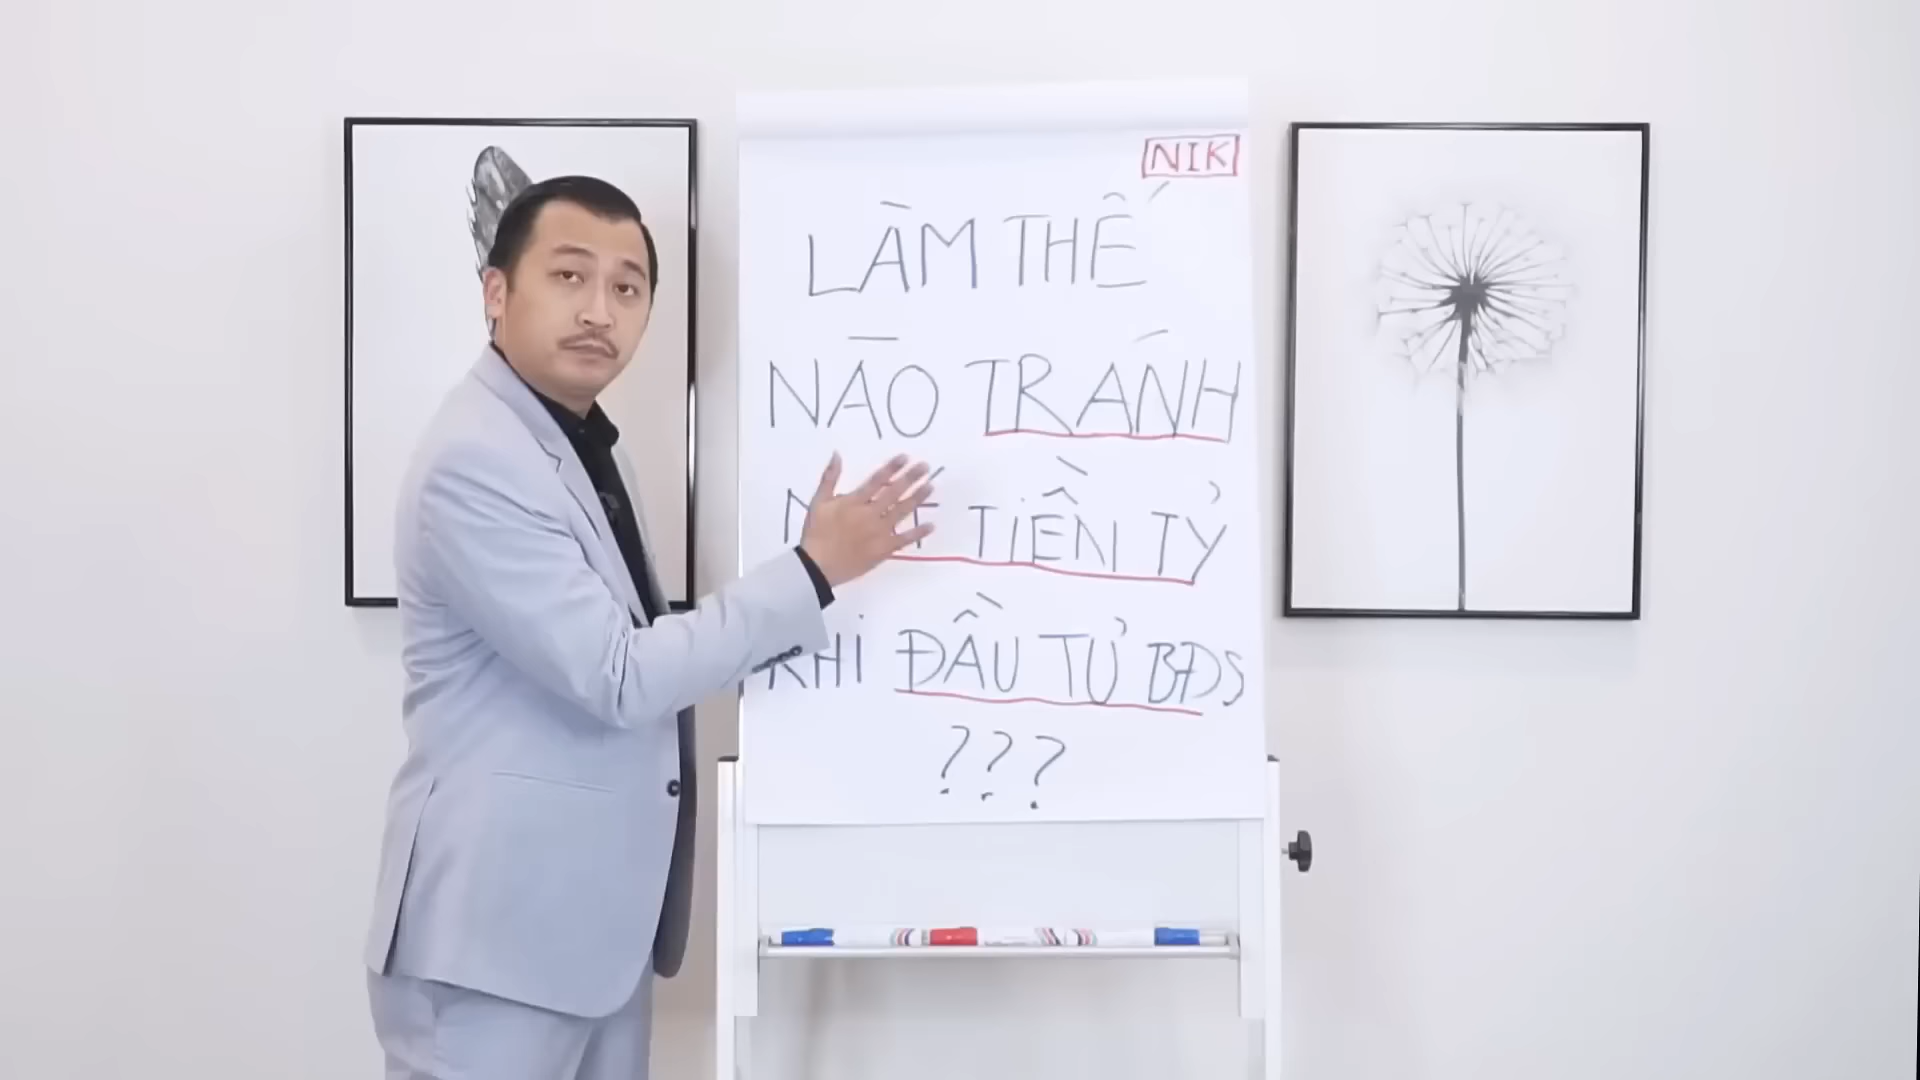 NIK
LÀM THẾ
NÀO TRÁNH
TIỀN TỶ
KHI ĐẦU TƯ BĐS
???